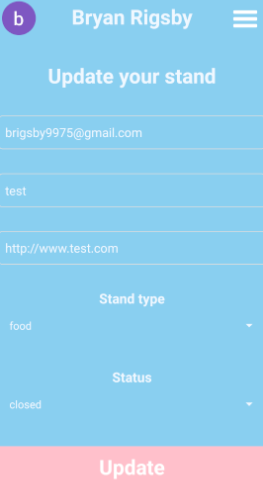 b
Bryan Rigsby
Update your stand
brigsby9975@gmail.com
test
http://www.test.com
Stand type
food
Status
closed
Update